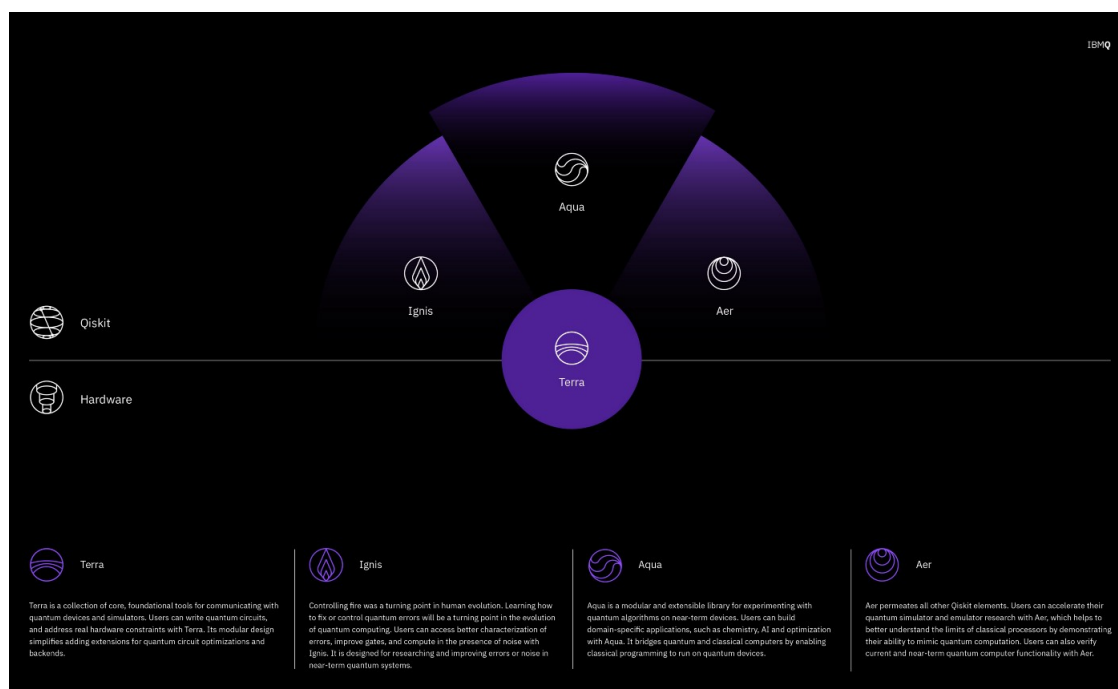 IBMQ
Aqua
Ignis
Aer
Qiskit
Terra
Hardware
Terra
Terra is a collection of core, foundational tools for communicating with
quantum devices and simulators. Users can write quantum circuits,
and address real hardware constraints with Terra. Its modular design
simplifies adding extensions for quantum circuit optimizations and
backends.
Ignis
Controlling fire was a turning point in human evolution. Learning how
to fix or control quantum errors will be a turning point in the evolution
of quantum computing. Users can access better characterization of
errors, improve gates, and compute in the presence of noise with
Ignis. It is designed for researching and improving errors or noise in
near-term quantum systems.
Aqua
Aqua is a modular and extensible library for experimenting with
quantum algorithms on near-term devices. Users can build
domain-specific applications, such as chemistry, AI and optimization
with Aqua. It bridges quantum and classical computers by enabling
classical programming to run on quantum devices.
Aer
Aer permeates all other Qiskit elements. Users can accelerate their
quantum simulator and emulator research with Aer, which helps to
better understand the limits of classical processors by demonstrating
their ability to mimic quantum computation. Users can also verify
current and near-term quantum computer functionality with Aer.